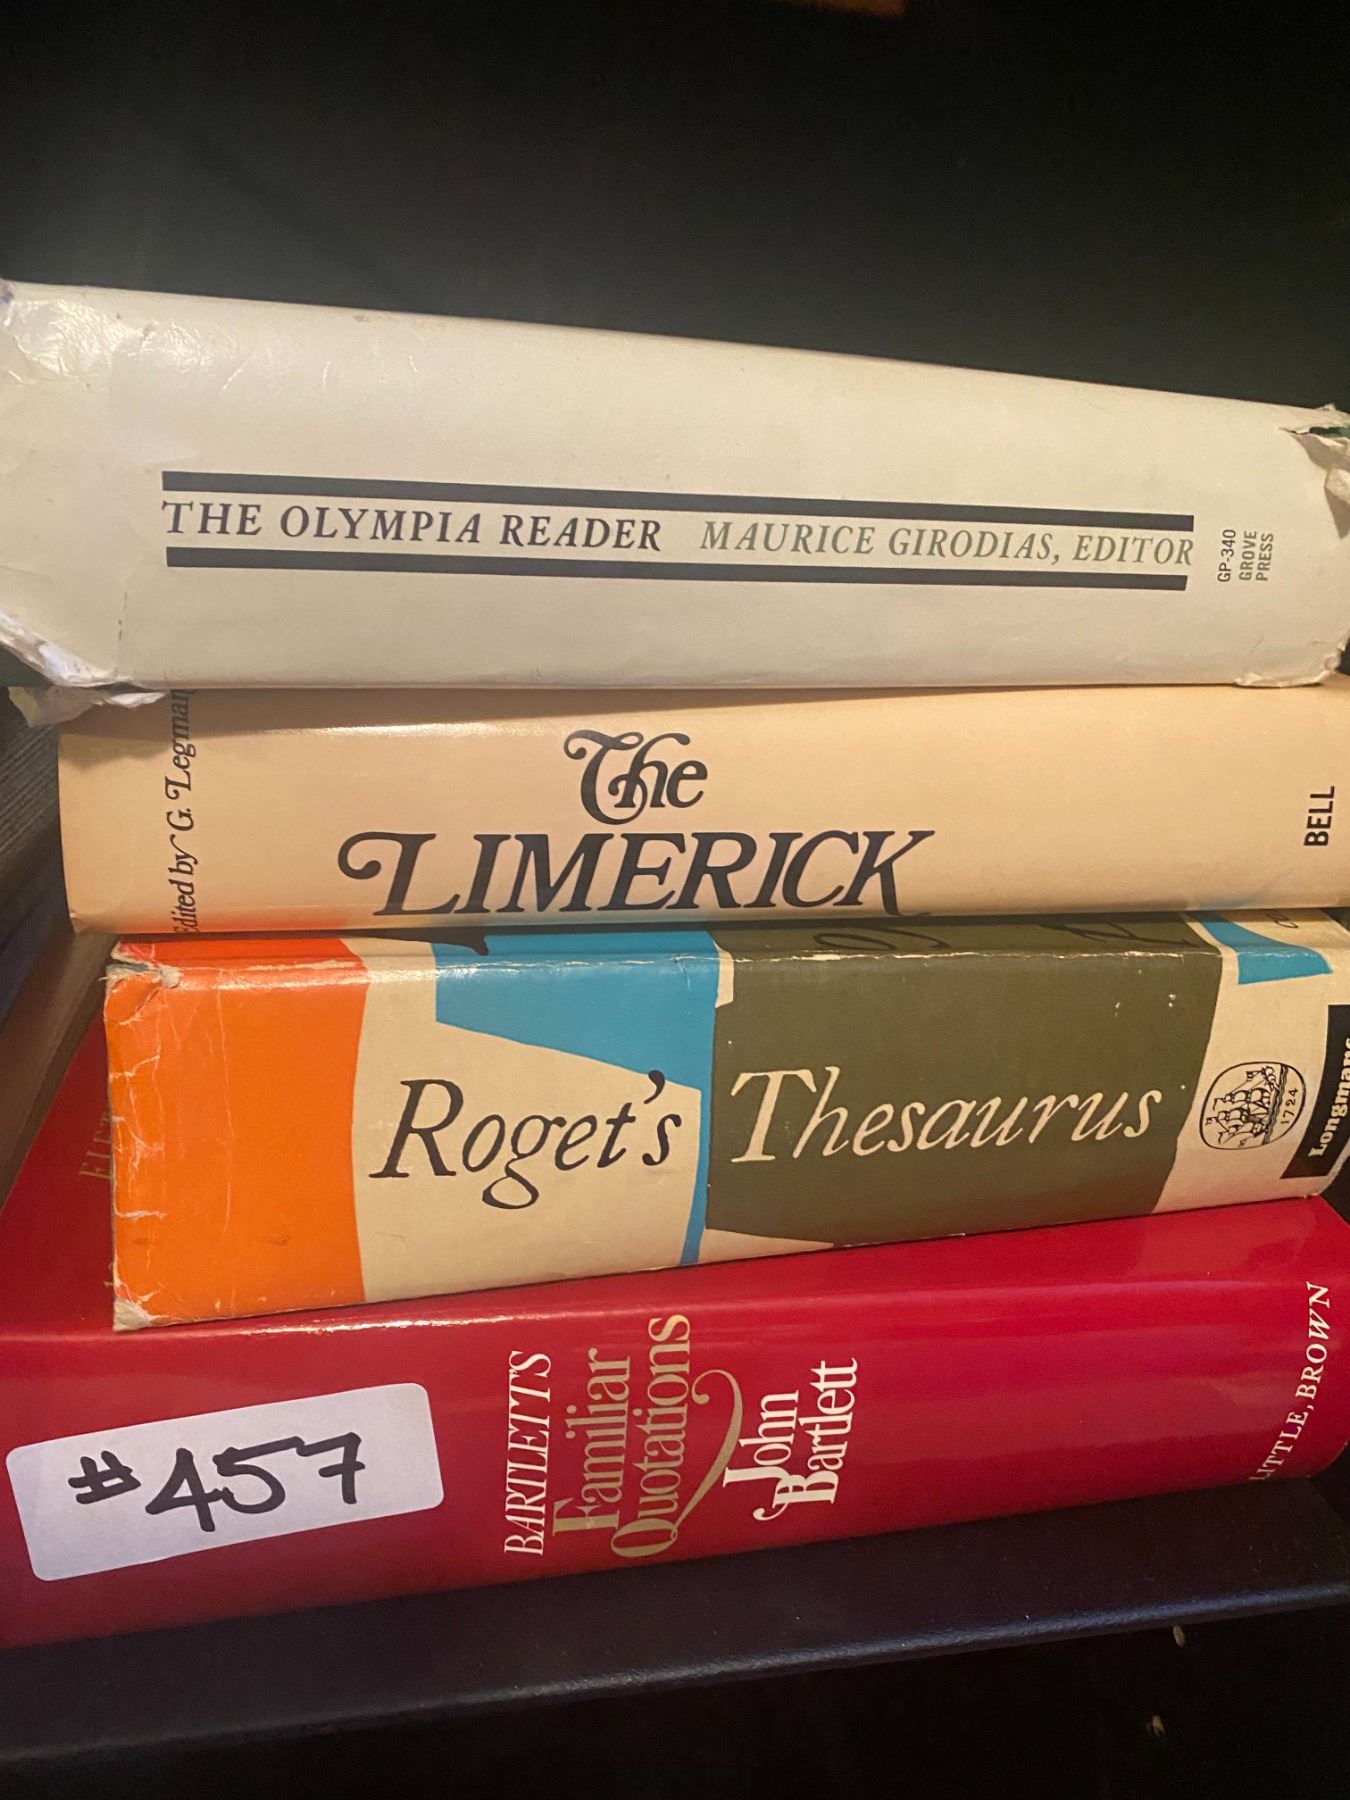 THE OLYMPIA READER MAURICE GIRODIAS, EDITOR
GP-340
GROVE
PRESS
Edited by G. Legman
The
LIMERICK
BELL
Roget's Thesaurus
1724
Longmans
#457
BARTLETT'S
Familiar
Quotations
John
Bartlett
LITTLE, BROWN